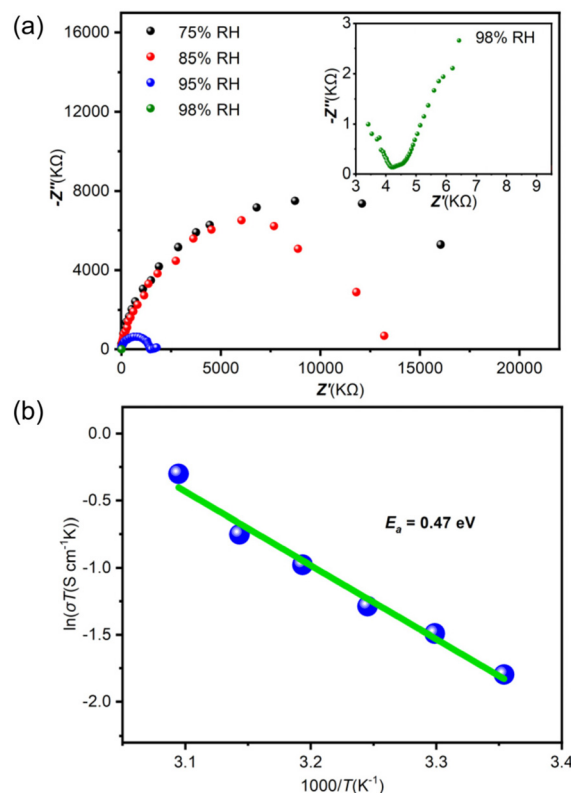 (a)
75% RH
85% RH
95% RH
98% RH
16000
12000
8000
4000
0
-Z''(KΩ)
0 5000 10000 15000 20000
Z'(KΩ)
98% RH
3
2
1
0
-Z''(KΩ)
3 4 5 6 7 8 9
Z'(KΩ)
(b)
0.0
-0.5
-1.0
-1.5
-2.0
ln(σT(S cm⁻¹K))
Eₐ = 0.47 eV
3.1 3.2 3.3 3.4
1000/T(K⁻¹)